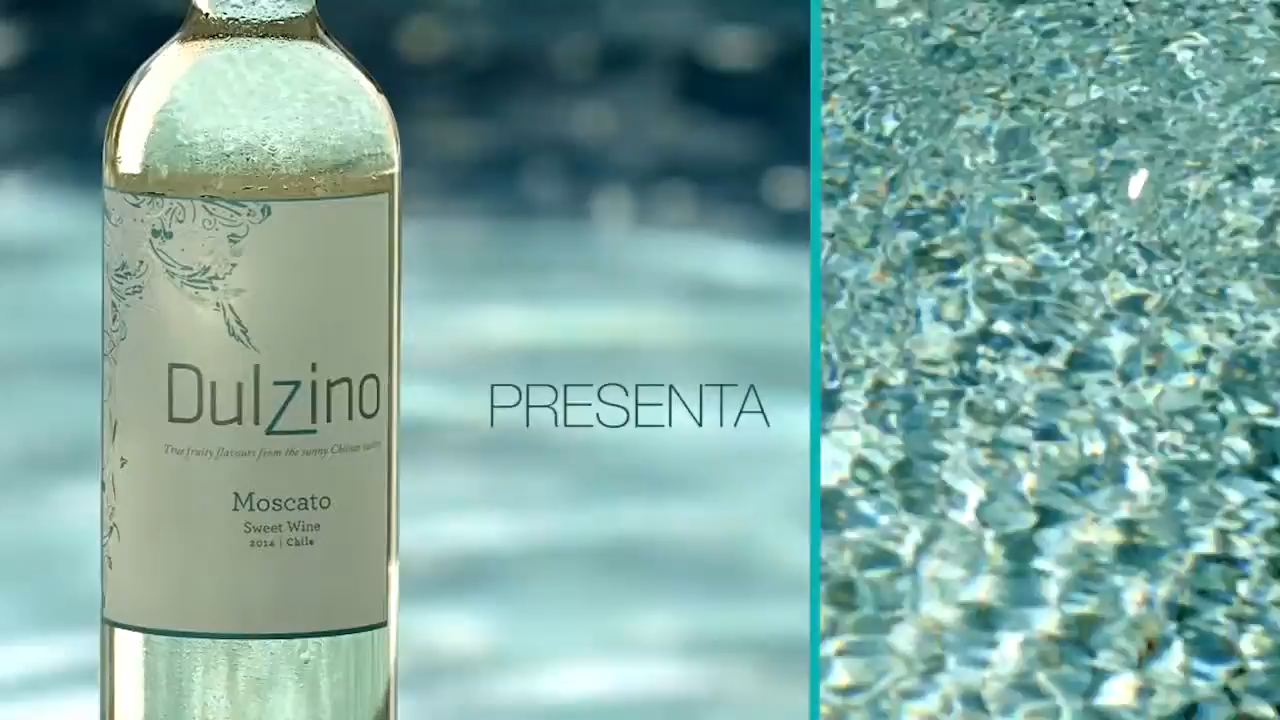 Dulzino
PRESENTA
True fruity flavours from the sunny Chilean
Moscato
Sweet Wine
2014 | Chile